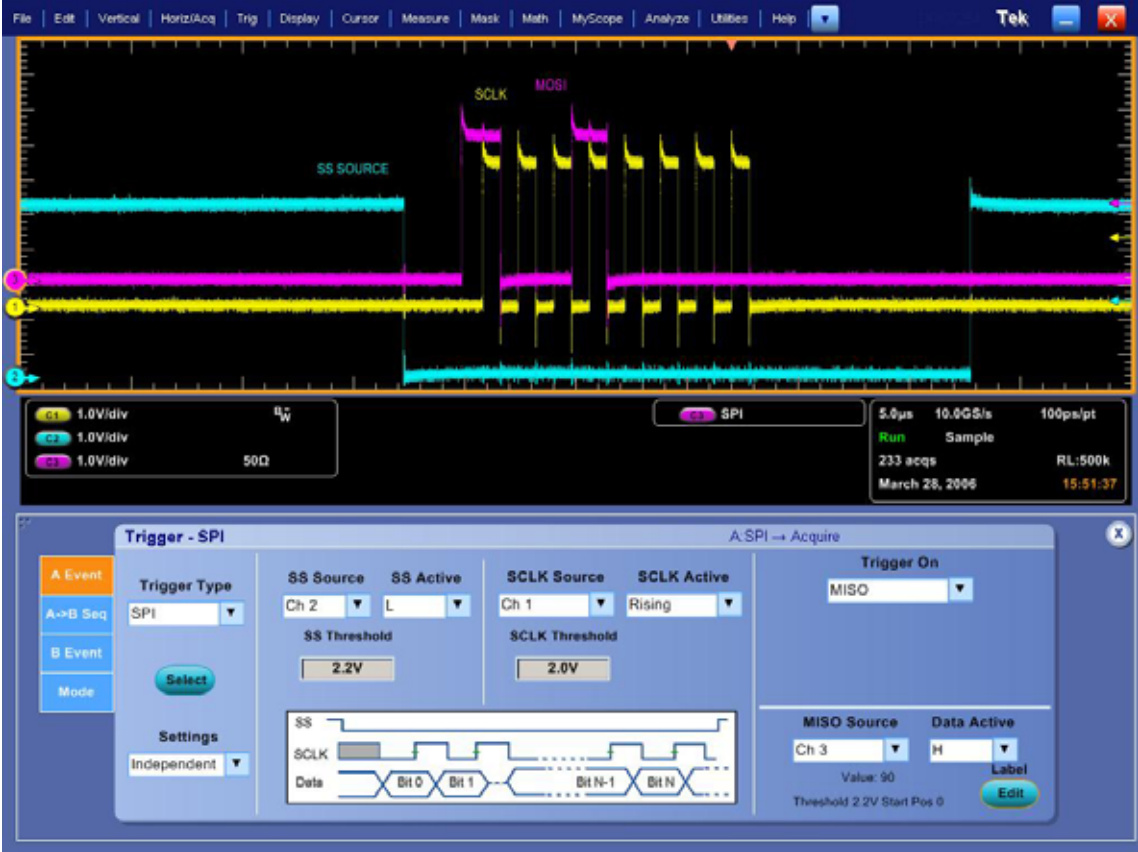 File Edit Vertical Horiz/Acq Trig Display Cursor Measure Mask Math MyScope Analyze Utilities Help Tek X
MOSI
SCLK
SS SOURCE
3
1
2
C1 1.0V/div
C2 1.0V/div
C3 1.0V/div 50Ω
C3 SPI
5.0µs 10.0GS/s 100ps/pt
Run Sample
233 acqs RL:500k
March 28, 2006 15:51:37
Trigger - SPI A:SPI → Acquire X
A Event
A->B Seq
B Event
Mode
Trigger Type
SPI
Select
Settings
Independent
SS Source SS Active
Ch 2 L
SS Threshold
2.2V
SCLK Source SCLK Active
Ch 1 Rising
SCLK Threshold
2.0V
SS
SCLK
Data Bit 0 Bit 1 Bit N-1 Bit N
Trigger On
MISO
MISO Source Data Active
Ch 3 H
Value: 90
Label
Threshold 2.2V Start Pos 0
Edit